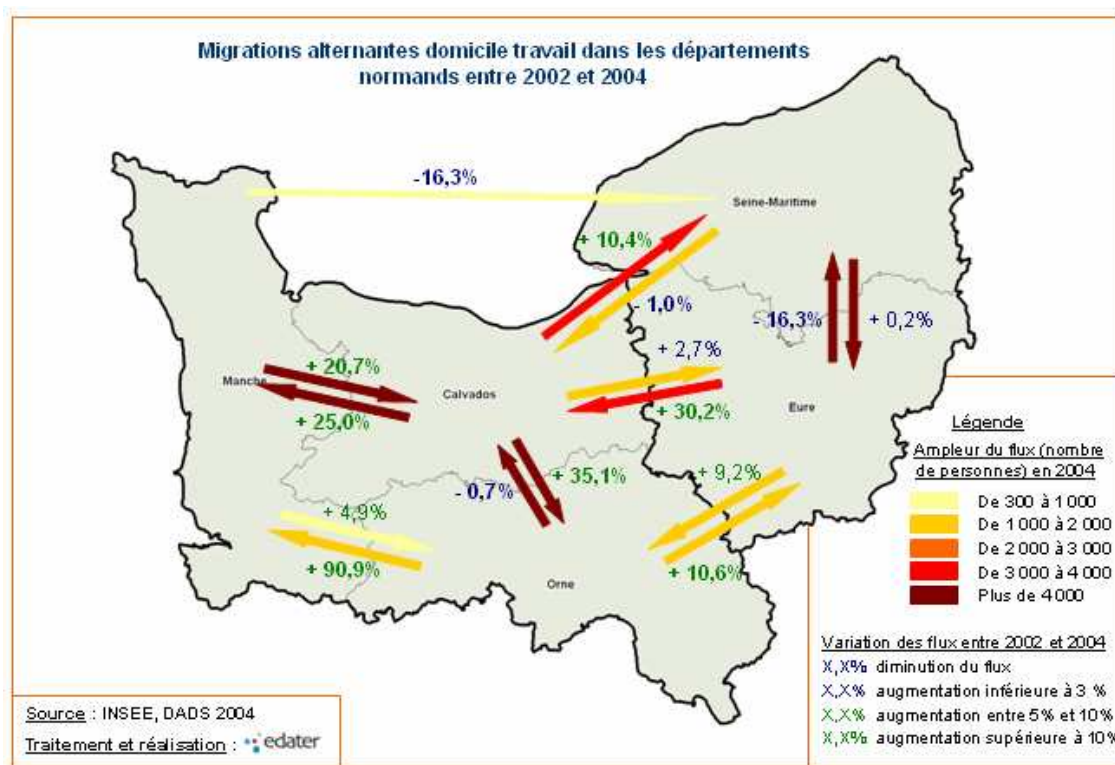 Migrations alternantes domicile travail dans les départements
normands entre 2002 et 2004
-16,3%
Seine-Maritime
+ 10,4%
- 1,0%
- 16,3%
+ 0,2%
+ 2,7%
+ 20,7%
Manche
Calvados
+ 25,0%
+ 30,2%
Eure
- 0,7%
+ 35,1%
+ 9,2%
+ 4,9%
+ 90,9%
Orne
+ 10,6%
Légende
Ampleur du flux (nombre
de personnes) en 2004
De 300 à 1 000
De 1 000 à 2 000
De 2 000 à 3 000
De 3 000 à 4 000
Plus de 4 000
Variation des flux entre 2002 et 2004
X,X% diminution du flux
X,X% augmentation inférieure à 3 %
X,X% augmentation entre 5% et 10%
X,X% augmentation supérieure à 10%
Source : INSEE, DADS 2004
Traitement et réalisation : edater